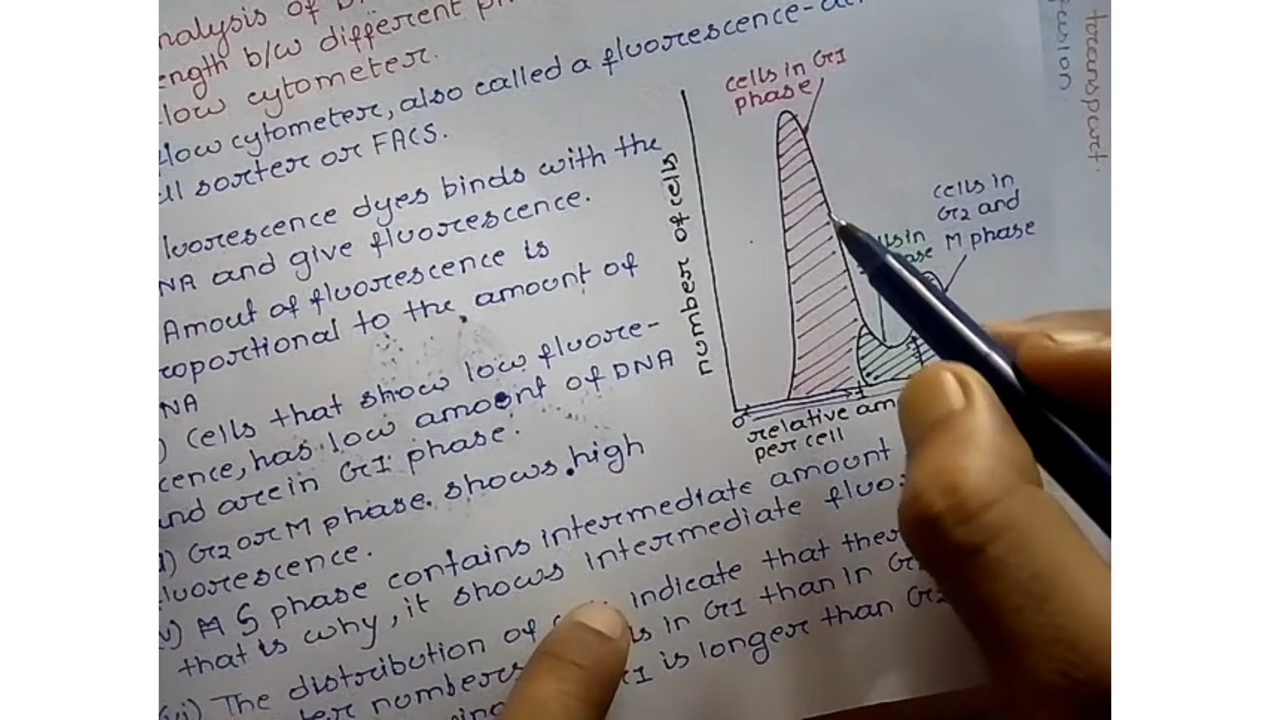 nalysis of
ength b/w different
low cytometer.
low cytometer, also called a fluorescence-
ll sorter or FACS.
luorescence dyes binds with the
NA and give fluorescence.
Amout of fluorescence is
roportional to the amount of
NA
) cells that show low fluore-
cence, has low amount of DNA
and are in G1 phase.
) G2 or M phase. shows high
luorescence.
v) S phase contains intermediate amount
that is why, it shows intermediate fluo
vi) The distribution of indicate that
numbers in G1 than in
G1 is longer than G2
cells in G1
phase
number of cells
cells in
G2 and
M phase
0
relative am
per cell
transport